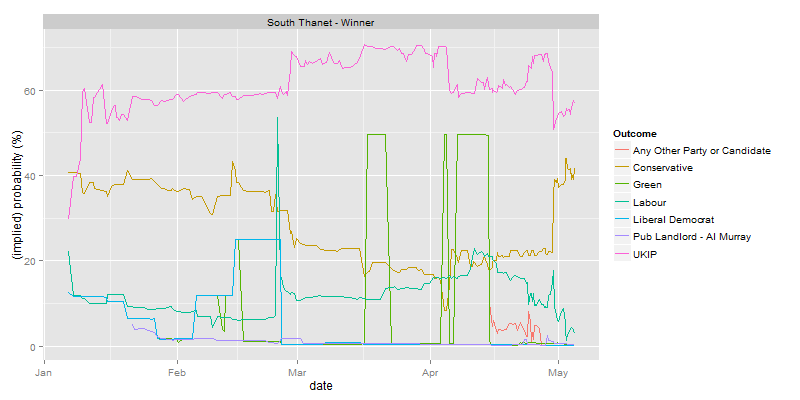 South Thanet - Winner
(implied) probability (%)
60
40
20
0
Jan
Feb
Mar
Apr
May
date
Outcome
Any Other Party or Candidate
Conservative
Green
Labour
Liberal Democrat
Pub Landlord - Al Murray
UKIP